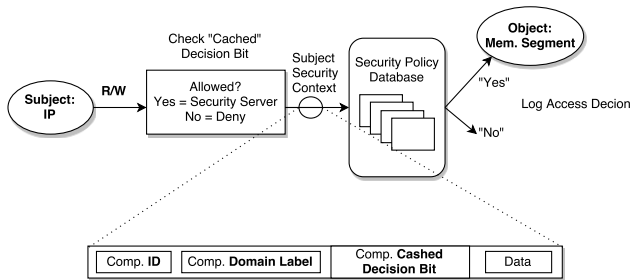 Object:
Mem. Segment
Check "Cached"
Decision Bit
Subject
Security
Context
Security Policy
Database
R/W
Subject:
IP
Allowed?
Yes = Security Server
No = Deny
"Yes"
Log Access Decion
"No"
Comp. ID
Comp. Domain Label
Comp. Cashed
Decision Bit
Data